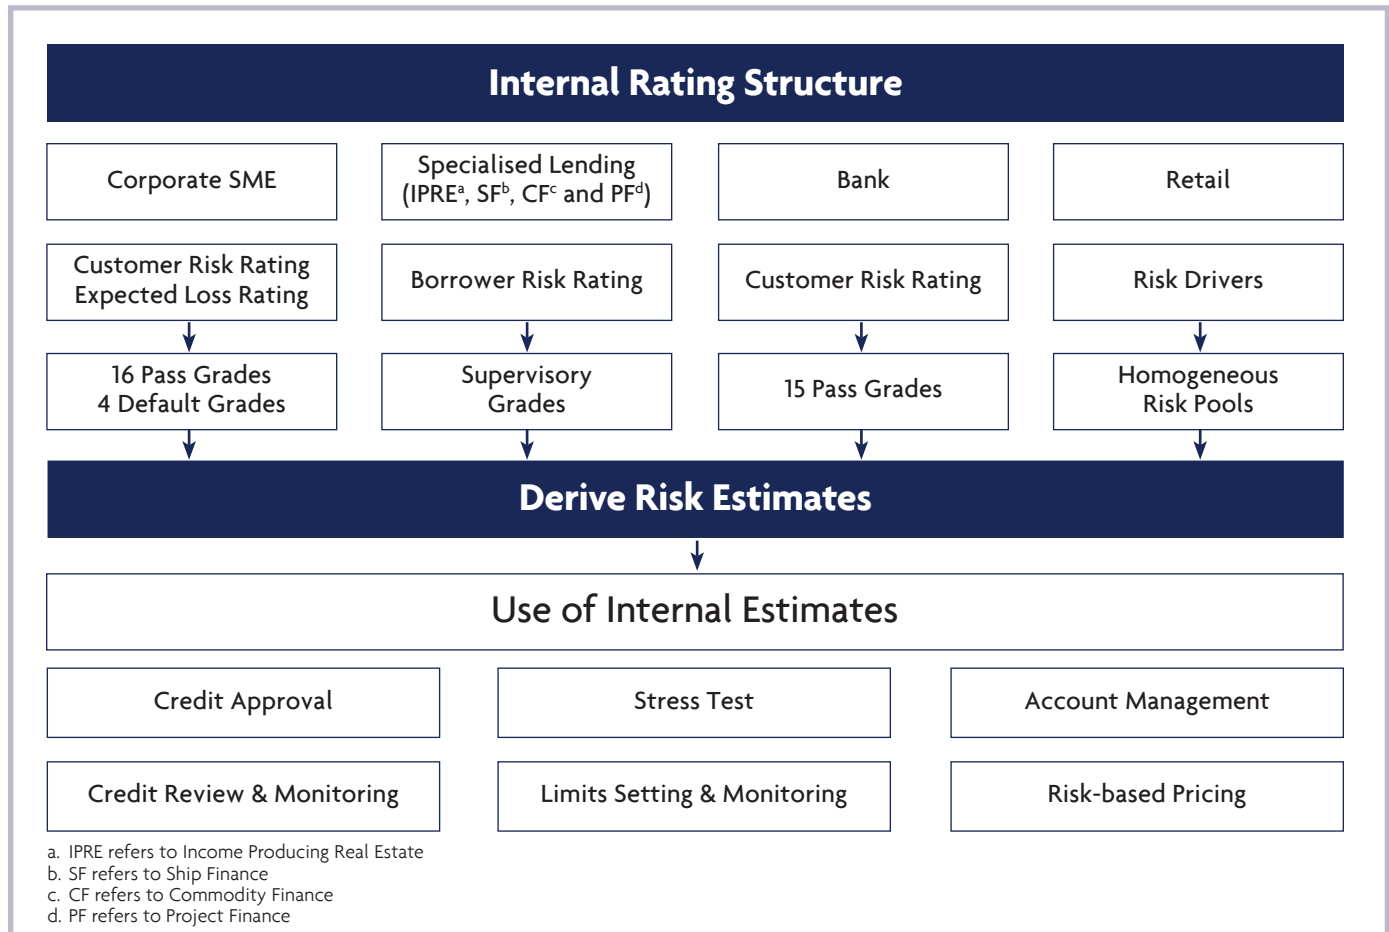 Internal Rating Structure
Corporate SME
Specialised Lending
(IPREᵃ, SFᵇ, CFᶜ and PFᵈ)
Bank
Retail
Customer Risk Rating
Expected Loss Rating
Borrower Risk Rating
Customer Risk Rating
Risk Drivers
16 Pass Grades
4 Default Grades
Supervisory
Grades
15 Pass Grades
Homogeneous
Risk Pools
Derive Risk Estimates
Use of Internal Estimates
Credit Approval
Stress Test
Account Management
Credit Review & Monitoring
Limits Setting & Monitoring
Risk-based Pricing
a. IPRE refers to Income Producing Real Estate
b. SF refers to Ship Finance
c. CF refers to Commodity Finance
d. PF refers to Project Finance